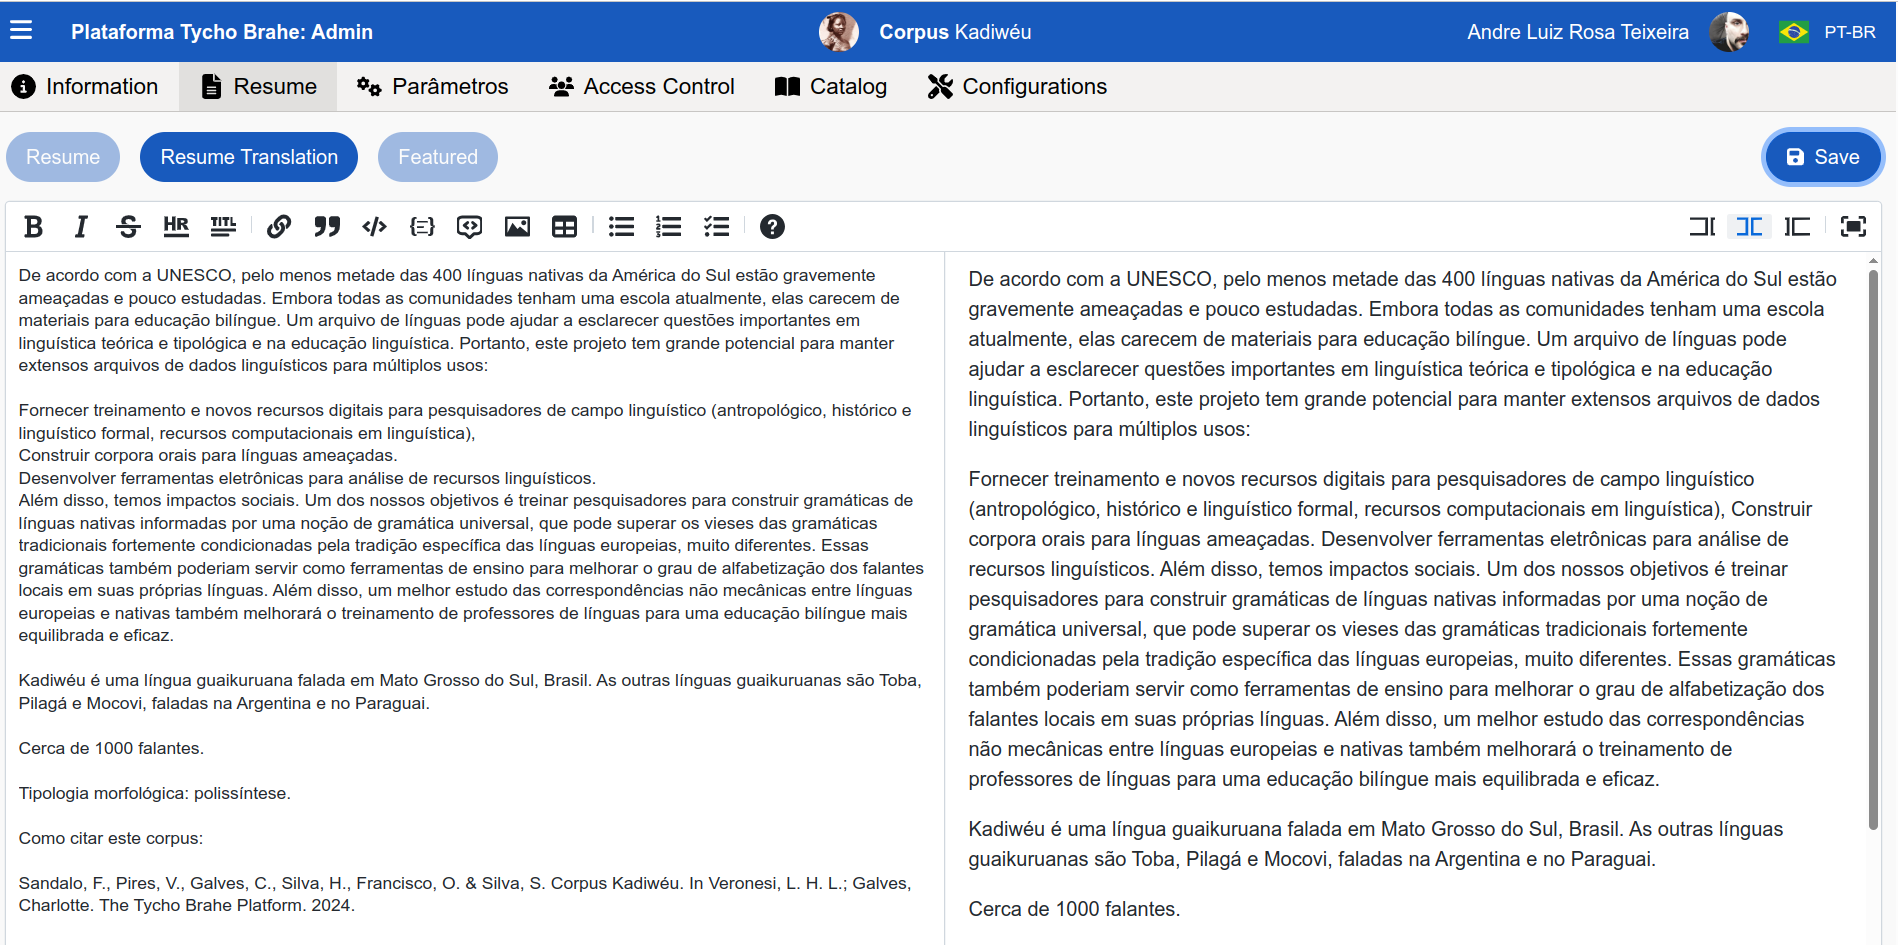 Plataforma Tycho Brahe: Admin
Corpus Kadiwéu
Andre Luiz Rosa Teixeira
PT-BR
Information
Resume
Parâmetros
Access Control
Catalog
Configurations
Resume
Resume Translation
Featured
Save
HR
TITL
De acordo com a UNESCO, pelo menos metade das 400 línguas nativas da América do Sul estão gravemente
ameaçadas e pouco estudadas. Embora todas as comunidades tenham uma escola atualmente, elas carecem de
materiais para educação bilíngue. Um arquivo de línguas pode ajudar a esclarecer questões importantes em
linguística teórica e tipológica e na educação linguística. Portanto, este projeto tem grande potencial para manter
extensos arquivos de dados linguísticos para múltiplos usos:
Fornecer treinamento e novos recursos digitais para pesquisadores de campo linguístico (antropológico, histórico e
linguístico formal, recursos computacionais em linguística),
Construir corpora orais para línguas ameaçadas.
Desenvolver ferramentas eletrônicas para análise de recursos linguísticos.
Além disso, temos impactos sociais. Um dos nossos objetivos é treinar pesquisadores para construir gramáticas de
línguas nativas informadas por uma noção de gramática universal, que pode superar os vieses das gramáticas
tradicionais fortemente condicionadas pela tradição específica das línguas europeias, muito diferentes. Essas
gramáticas também poderiam servir como ferramentas de ensino para melhorar o grau de alfabetização dos falantes
locais em suas próprias línguas. Além disso, um melhor estudo das correspondências não mecânicas entre línguas
europeias e nativas também melhorará o treinamento de professores de línguas para uma educação bilíngue mais
equilibrada e eficaz.
Kadiwéu é uma língua guaikuruana falada em Mato Grosso do Sul, Brasil. As outras línguas guaikuruanas são Toba,
Pilagá e Mocovi, faladas na Argentina e no Paraguai.
Cerca de 1000 falantes.
Tipologia morfológica: polissíntese.
Como citar este corpus:
Sandalo, F., Pires, V., Galves, C., Silva, H., Francisco, O. & Silva, S. Corpus Kadiwéu. In Veronesi, L. H. L.; Galves,
Charlotte. The Tycho Brahe Platform. 2024.
De acordo com a UNESCO, pelo menos metade das 400 línguas nativas da América do Sul estão
gravemente ameaçadas e pouco estudadas. Embora todas as comunidades tenham uma escola
atualmente, elas carecem de materiais para educação bilíngue. Um arquivo de línguas pode
ajudar a esclarecer questões importantes em linguística teórica e tipológica e na educação
linguística. Portanto, este projeto tem grande potencial para manter extensos arquivos de dados
linguísticos para múltiplos usos:
Fornecer treinamento e novos recursos digitais para pesquisadores de campo linguístico
(antropológico, histórico e linguístico formal, recursos computacionais em linguística), Construir
corpora orais para línguas ameaçadas. Desenvolver ferramentas eletrônicas para análise de
recursos linguísticos. Além disso, temos impactos sociais. Um dos nossos objetivos é treinar
pesquisadores para construir gramáticas de línguas nativas informadas por uma noção de
gramática universal, que pode superar os vieses das gramáticas tradicionais fortemente
condicionadas pela tradição específica das línguas europeias, muito diferentes. Essas gramáticas
também poderiam servir como ferramentas de ensino para melhorar o grau de alfabetização dos
falantes locais em suas próprias línguas. Além disso, um melhor estudo das correspondências
não mecânicas entre línguas europeias e nativas também melhorará o treinamento de
professores de línguas para uma educação bilíngue mais equilibrada e eficaz.
Kadiwéu é uma língua guaikuruana falada em Mato Grosso do Sul, Brasil. As outras línguas
guaikuruanas são Toba, Pilagá e Mocovi, faladas na Argentina e no Paraguai.
Cerca de 1000 falantes.